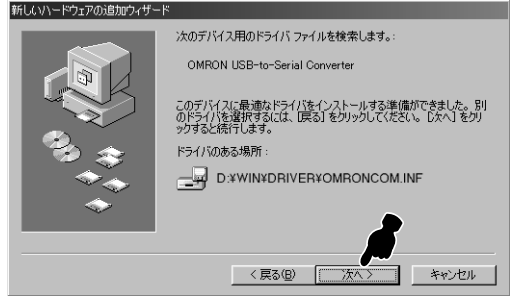 新しいハードウェアの追加ウィザード
次のデバイス用のドライバ ファイルを検索します。:
OMRON USB-to-Serial Converter
このデバイスに最適なドライバをインストールする準備ができました。別
のドライバを選択するには、[戻る] をクリックしてください。[次へ] をクリ
ックすると続行します。
ドライバのある場所 :
D:¥WIN¥DRIVER¥OMRONCOM.INF
< 戻る(B)
次へ >
キャンセル